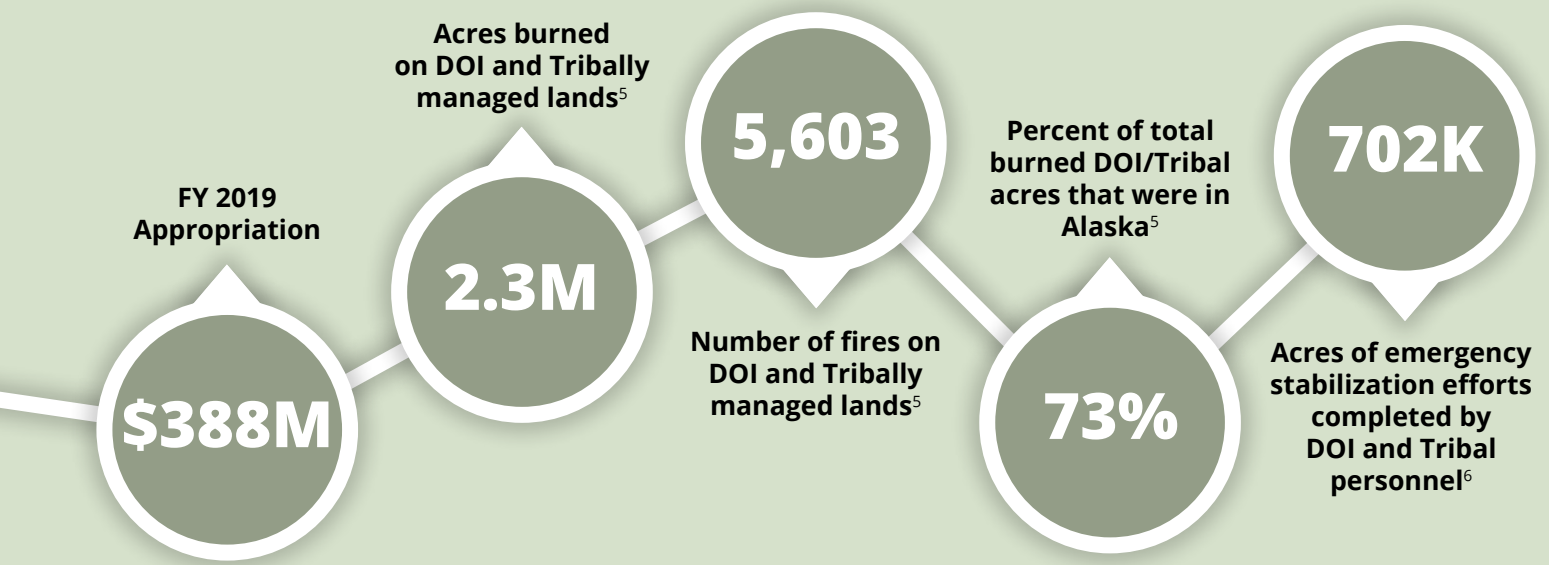 FY 2019
Appropriation
$388M
Acres burned
on DOI and Tribally
managed lands⁵
2.3M
5,603
Number of fires on
DOI and Tribally
managed lands⁵
Percent of total
burned DOI/Tribal
acres that were in
Alaska⁵
73%
702K
Acres of emergency
stabilization efforts
completed by
DOI and Tribal
personnel⁶